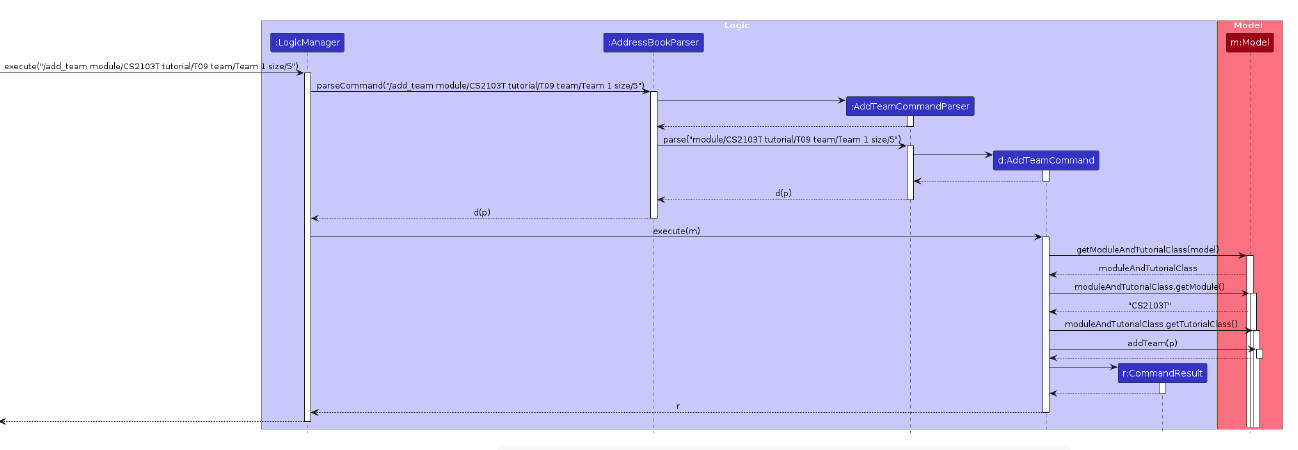 Logic
Model
:LogicManager
:AddressBookParser
m:Model
execute("/add_team module/CS2103T tutorial/T09 team/Team 1 size/5")
parseCommand("/add_team module/CS2103T tutorial/T09 team/Team 1 size/5")
:AddTeamCommandParser
parse("module/CS2103T tutorial/T09 team/Team 1 size/5")
d:AddTeamCommand
d(p)
d(p)
execute(m)
getModuleAndTutorialClass(model)
moduleAndTutorialClass
moduleAndTutorialClass.getModule()
"CS2103T"
moduleAndTutorialClass.getTutorialClass()
addTeam(p)
r:CommandResult
r